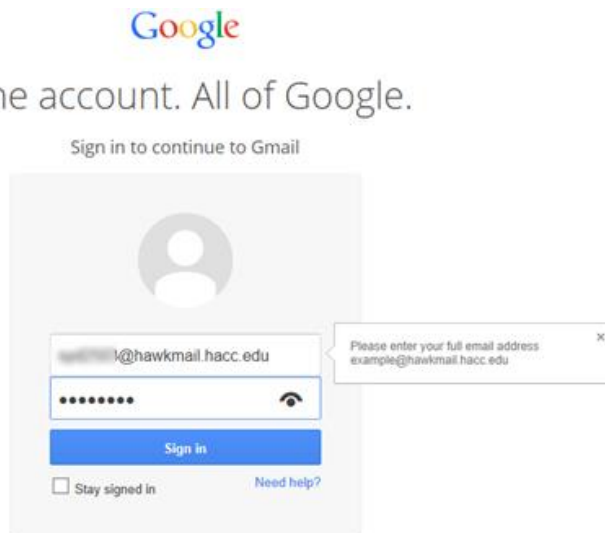 Google
ne account. All of Google.
Sign in to continue to Gmail
@hawkmail.hacc.edu
Please enter your full email address
example@hawkmail.hacc.edu
Sign in
Stay signed in
Need help?